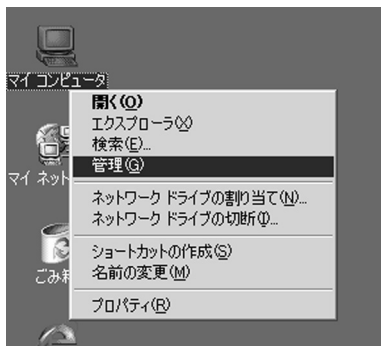 マイ コンピュータ
開く(O)
エクスプローラ(X)
検索(E)...
管理(G)
マイ ネット
ネットワーク ドライブの割り当て(N)...
ネットワーク ドライブの切断(I)...
ショートカットの作成(S)
名前の変更(M)
ごみ箱
プロパティ(R)